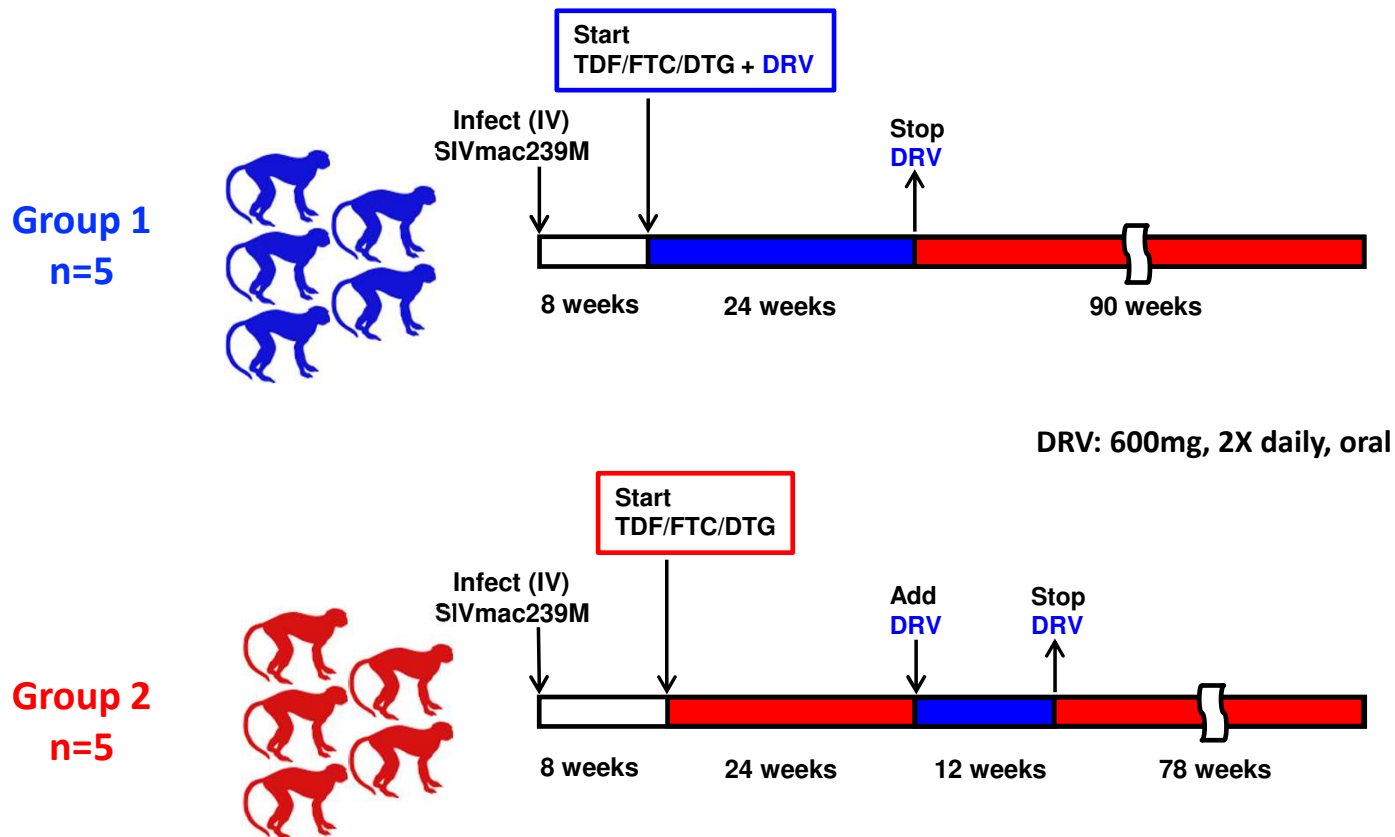 Start
TDF/FTC/DTG + DRV
Infect (IV)
SIVmac239M
Stop
DRV
Group 1
n=5
8 weeks
24 weeks
90 weeks
DRV: 600mg, 2X daily, oral
Start
TDF/FTC/DTG
Infect (IV)
SIVmac239M
Add
DRV
Stop
DRV
Group 2
n=5
8 weeks
24 weeks
12 weeks
78 weeks